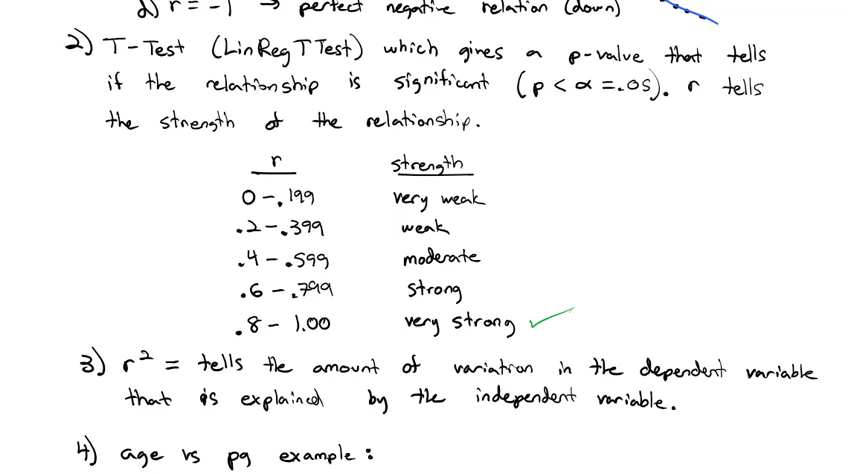 d) r = -1 → perfect negative relation (down)
2) T-Test (LinRegTTest) which gives a p-value that tells
if the relationship is significant (p < α = .05). r tells
the strength of the relationship.
r strength
0 - .199 very weak
.2 - .399 weak
.4 - .599 moderate
.6 - .799 strong
.8 - 1.00 very strong ✓
3) r² = tells the amount of variation in the dependent variable
that is explained by the independent variable.
4) age vs pg example: